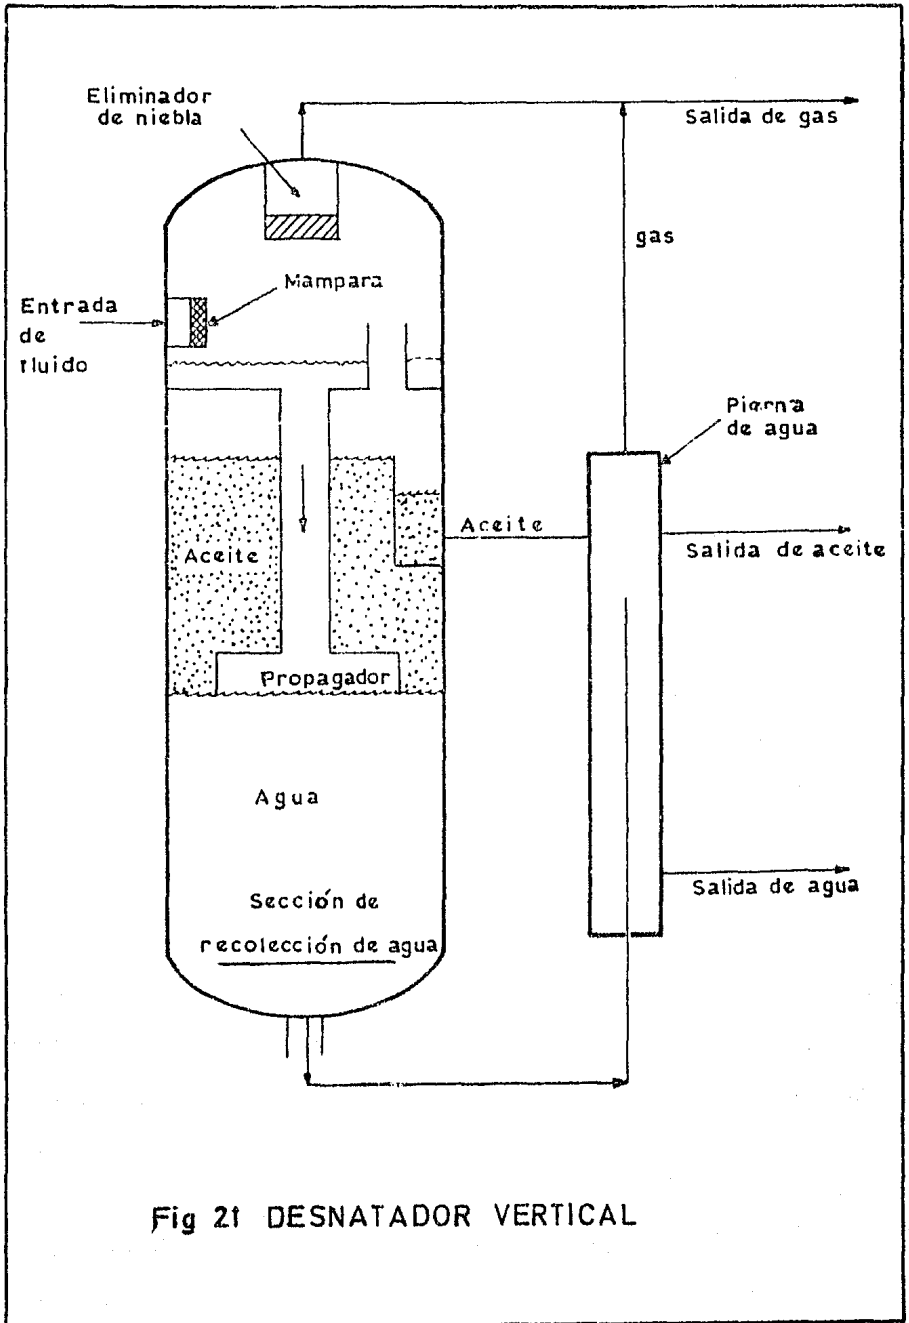 Eliminador
de niebla
Salida de gas
gas
Mampara
Entrada
de
fluido
Pierna
de agua
Aceite
Salida de aceite
Aceite
Propagador
Agua
Salida de agua
Sección de
recolección de agua
Fig 21 DESNATADOR VERTICAL